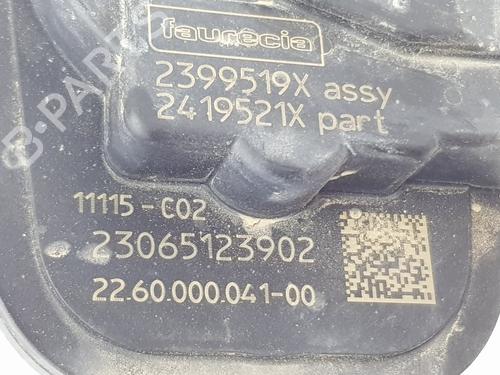 faurecia
2399519X assy
2419521X part
11115-C02
23065123902
22.60.000.041-00
B-PARTS